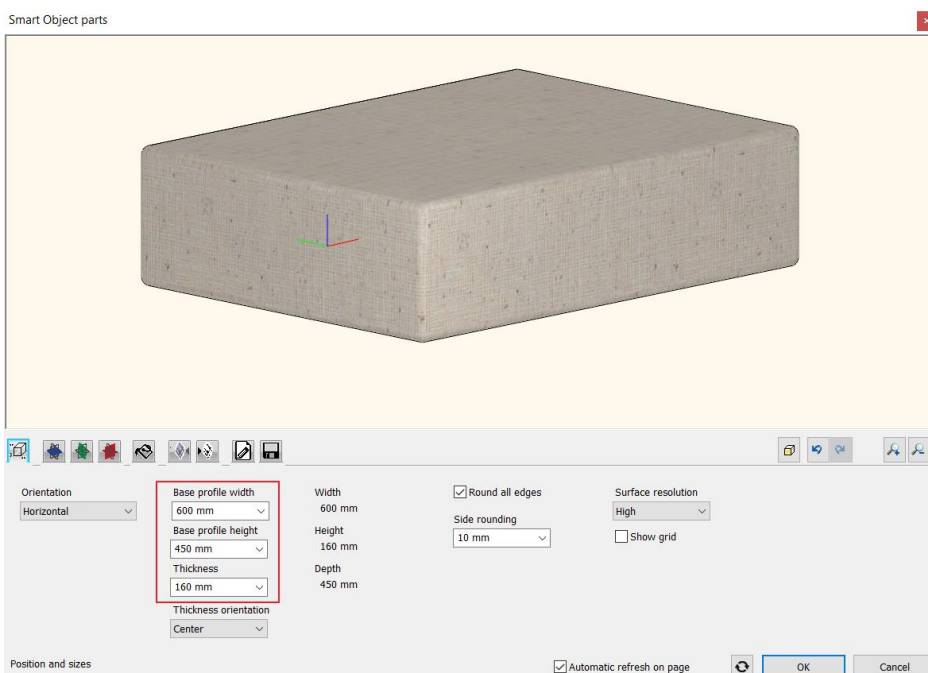 Smart Object parts
Orientation
Horizontal
Base profile width
600 mm
Base profile height
450 mm
Thickness
160 mm
Thickness orientation
Center
Width
600 mm
Height
160 mm
Depth
450 mm
Round all edges
Side rounding
10 mm
Surface resolution
High
Show grid
Position and sizes
Automatic refresh on page
OK
Cancel